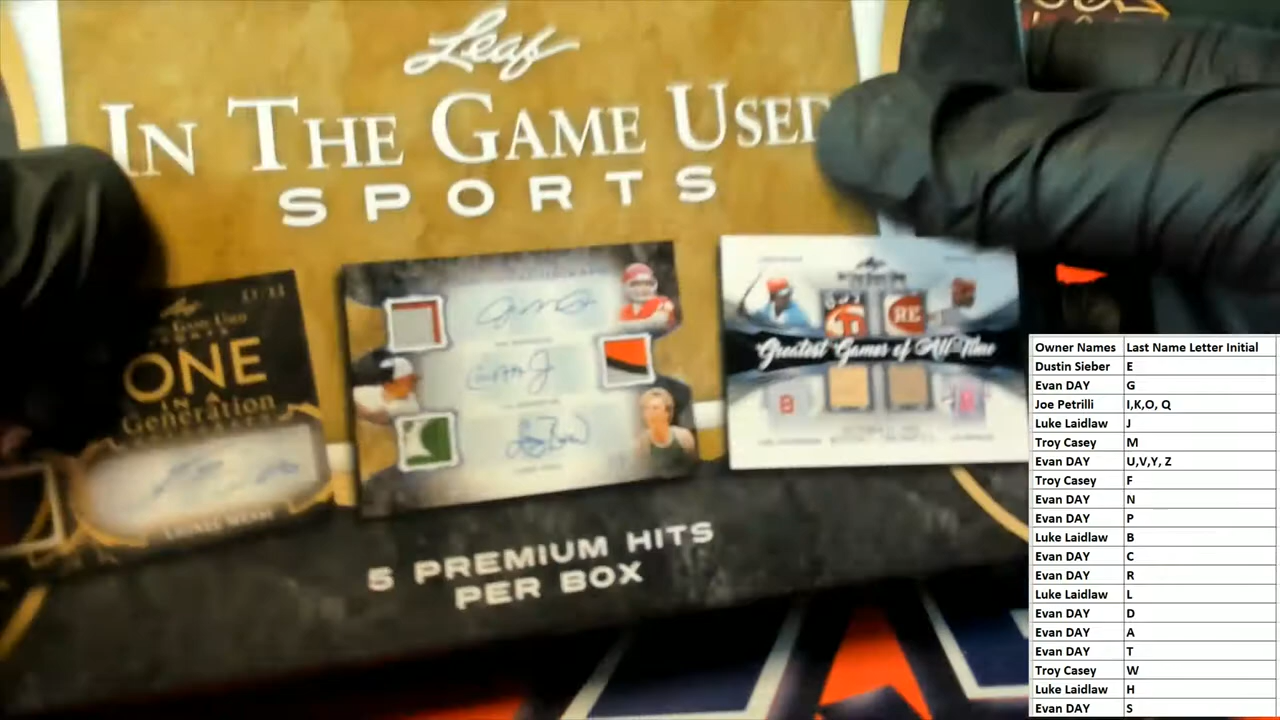 Leaf
IN THE GAME USED
SPORTS
ONE
IN A
Generation
Greatest Games of All-Time
RE
B
5 PREMIUM HITS
PER BOX
Owner Names Last Name Letter Initial
Dustin Sieber E
Evan DAY G
Joe Petrilli I,K,O, Q
Luke Laidlaw J
Troy Casey M
Evan DAY U,V,Y, Z
Troy Casey F
Evan DAY N
Evan DAY P
Luke Laidlaw B
Evan DAY C
Evan DAY R
Luke Laidlaw L
Evan DAY D
Evan DAY A
Evan DAY T
Troy Casey W
Luke Laidlaw H
Evan DAY S